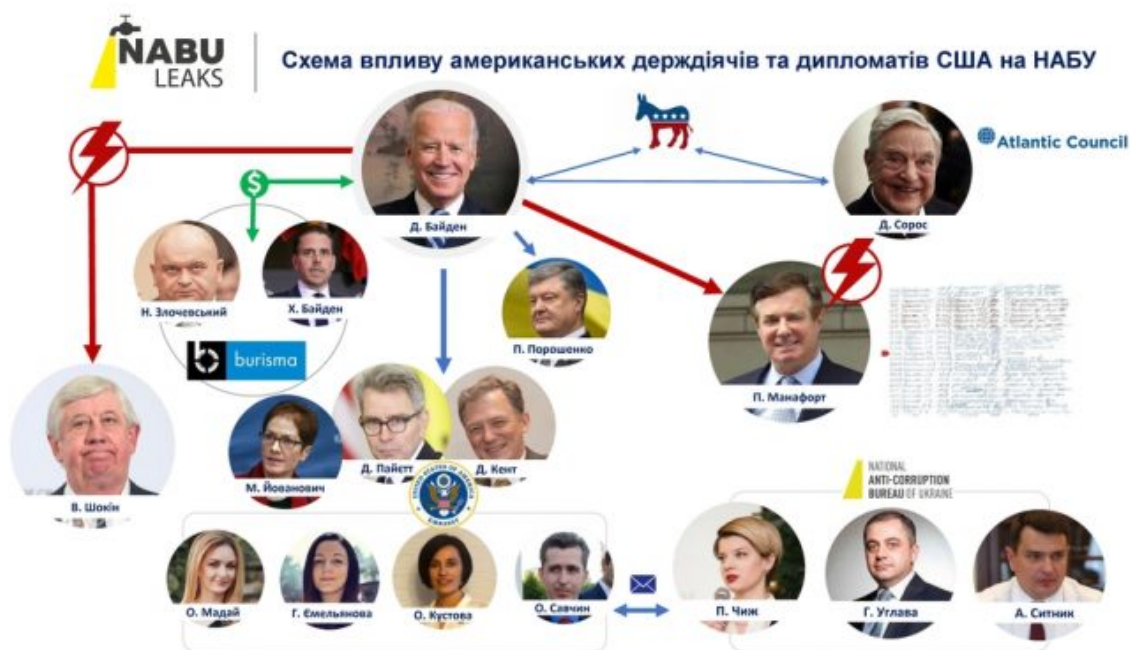 NABU
LEAKS
Схема впливу американських держдіячів та дипломатів США на НАБУ
Atlantic Council
Д. Байден
Д. Сорос
Н. Злочевський
Х. Байден
П. Порошенко
burisma
П. Манафорт
В. Шокін
М. Йованович
Д. Пайєтт
Д. Кент
NATIONAL
ANTI-CORRUPTION
BUREAU OF UKRAINE
О. Мадай
Г. Ємельянова
О. Кустова
О. Савчин
П. Чиж
Г. Углава
А. Ситник